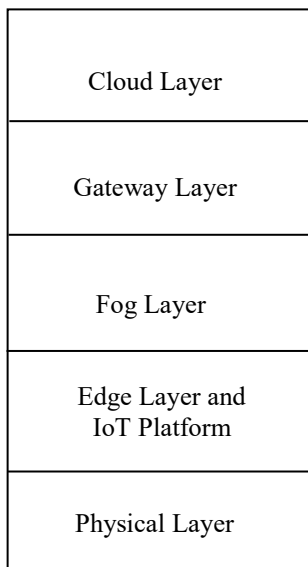 Cloud Layer
Gateway Layer
Fog Layer
Edge Layer and
IoT Platform
Physical Layer